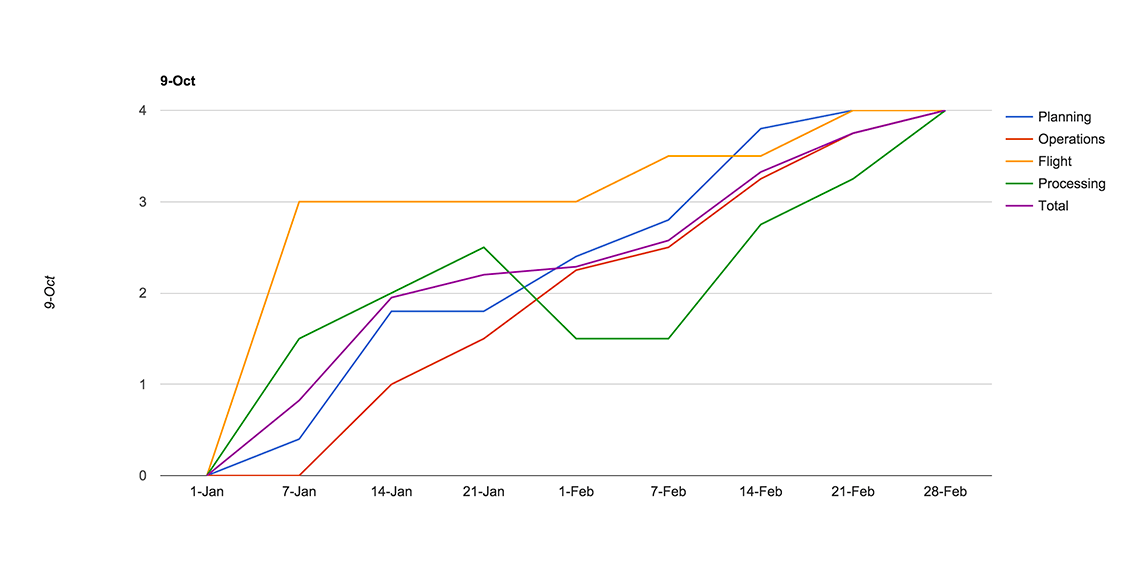 9-Oct
4
3
2
1
0
9-Oct
1-Jan 7-Jan 14-Jan 21-Jan 1-Feb 7-Feb 14-Feb 21-Feb 28-Feb
Planning
Operations
Flight
Processing
Total